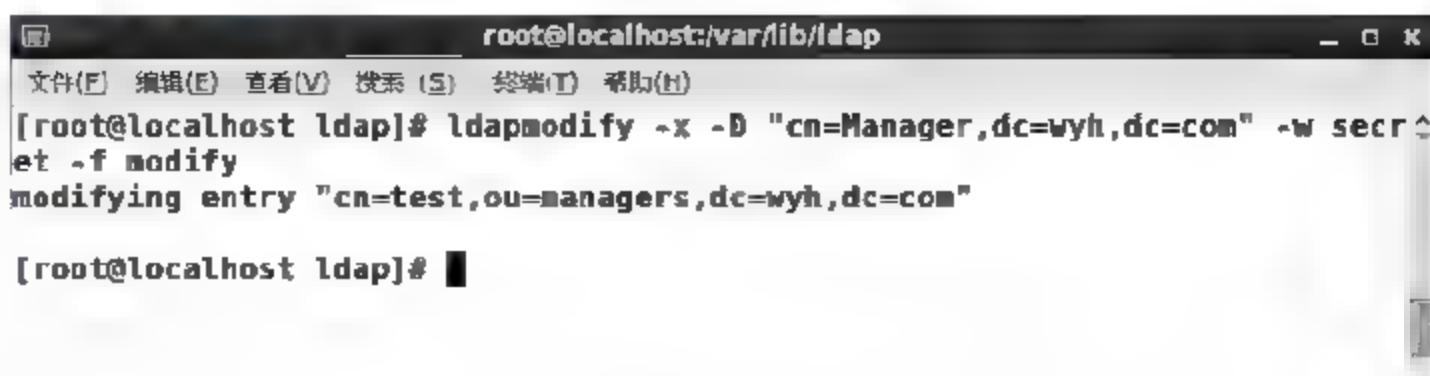 root@localhost:/var/lib/ldap
文件(F) 编辑(E) 查看(V) 搜索 (S) 终端(T) 帮助(H)
[root@localhost ldap]# ldapmodify -x -D "cn=Manager,dc=wyh,dc=com" -w secr
et -f modify
modifying entry "cn=test,ou=managers,dc=wyh,dc=com"
[root@localhost ldap]#